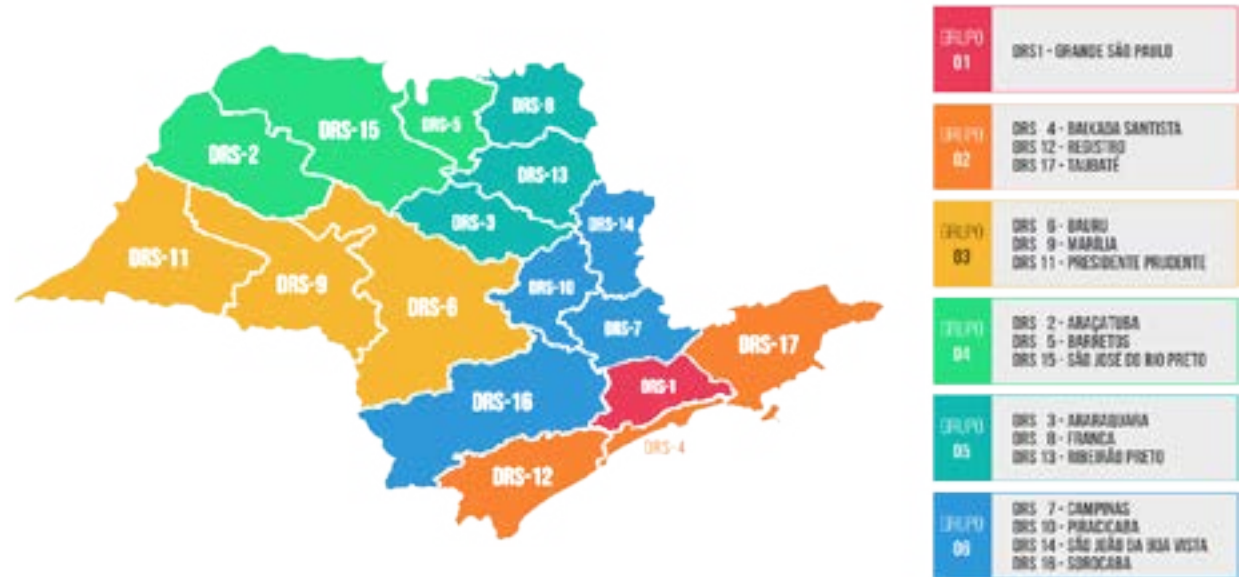 DRS-8
DRS-15
DRS-5
DRS-2
DRS-13
DRS-3
DRS-14
DRS-11
DRS-9
DRS-10
DRS-6
DRS-7
DRS-17
DRS-1
DRS-16
DRS-4
DRS-12
GRUPO
01
DRS1 - GRANDE SÃO PAULO
GRUPO
02
DRS 4 - BAIXADA SANTISTA
DRS 12 - REGISTRO
DRS 17 - TAUBATÉ
GRUPO
03
DRS 6 - BAURU
DRS 9 - MARÍLIA
DRS 11 - PRESIDENTE PRUDENTE
GRUPO
04
DRS 2 - ARAÇATUBA
DRS 5 - BARRETOS
DRS 15 - SÃO JOSÉ DO RIO PRETO
GRUPO
05
DRS 3 - ARARAQUARA
DRS 8 - FRANCA
DRS 13 - RIBEIRÃO PRETO
GRUPO
06
DRS 7 - CAMPINAS
DRS 10 - PIRACICABA
DRS 14 - SÃO JOÃO DA BOA VISTA
DRS 16 - SOROCABA